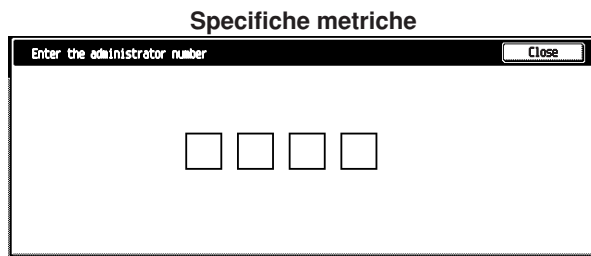 Specifiche metriche
Enter the administrator number
Close